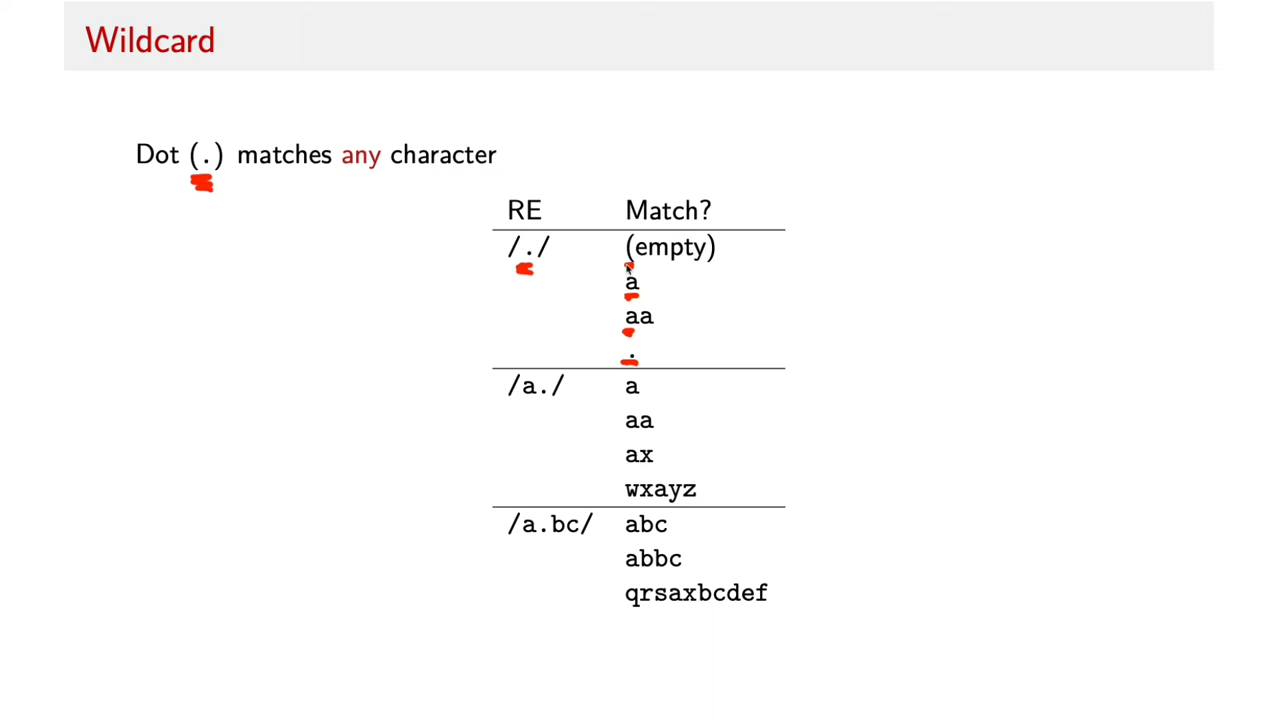 Wildcard
Dot (.) matches any character
RE Match?
/./ (empty)
a
aa
.
/a./ a
aa
ax
wxayz
/a.bc/ abc
abbc
qrsaxbcdef